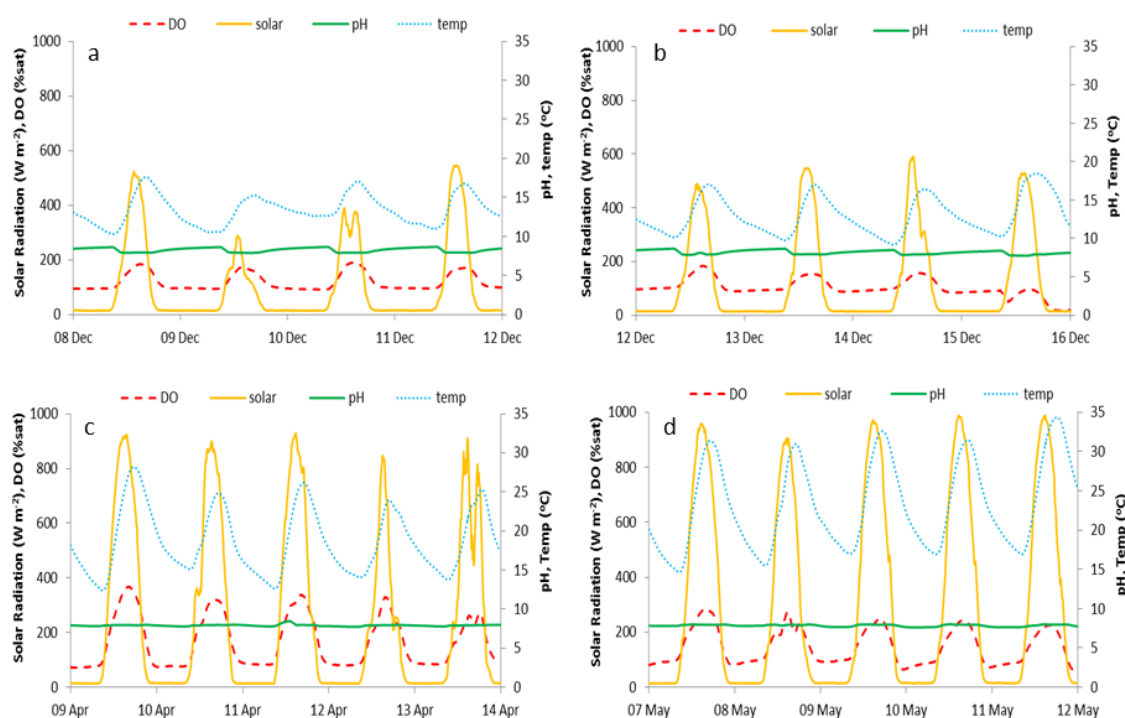 DO solar pH temp
a
Solar Radiation (W m⁻²), DO (%sat)
1000
800
600
400
200
0
35
30
25
20
15
10
5
0
pH, temp (°C)
08 Dec 09 Dec 10 Dec 11 Dec 12 Dec
DO solar pH temp
b
Solar Radiation (W m⁻²), DO (%sat)
1000
800
600
400
200
0
35
30
25
20
15
10
5
0
pH, Temp (°C)
12 Dec 13 Dec 14 Dec 15 Dec 16 Dec
DO solar pH temp
c
Solar Radiation (W m⁻²), DO (%sat)
1000
800
600
400
200
0
35
30
25
20
15
10
5
0
pH, Temp (°C)
09 Apr 10 Apr 11 Apr 12 Apr 13 Apr 14 Apr
DO solar pH temp
d
Solar Radiation (W m⁻²), DO (%sat)
1000
800
600
400
200
0
35
30
25
20
15
10
5
0
pH, Temp (°C)
07 May 08 May 09 May 10 May 11 May 12 May